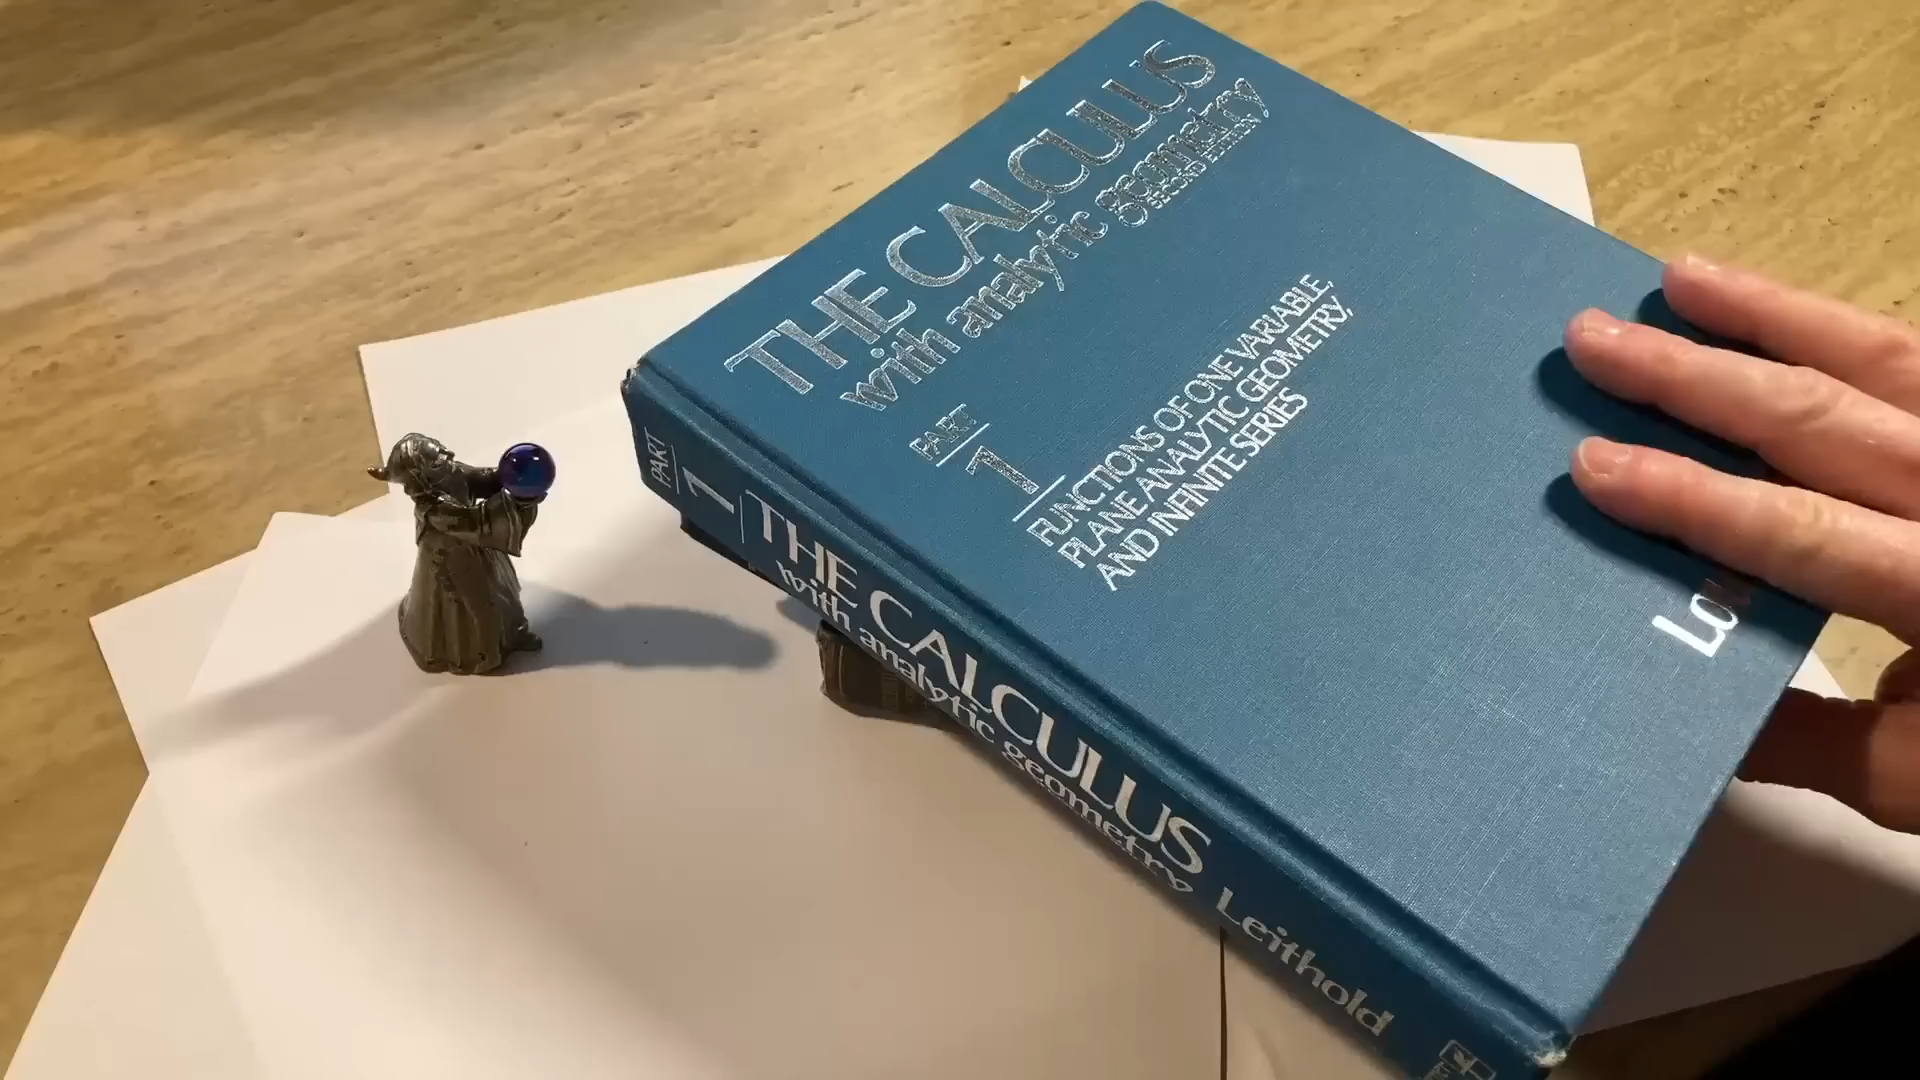 THE CALCULUS
with analytic geometry
SECOND EDITION
PART
1
FUNCTIONS OF ONE VARIABLE,
PLANE ANALYTIC GEOMETRY,
AND INFINITE SERIES
Lou
PART
1
THE CALCULUS
with analytic geometry
Leithold